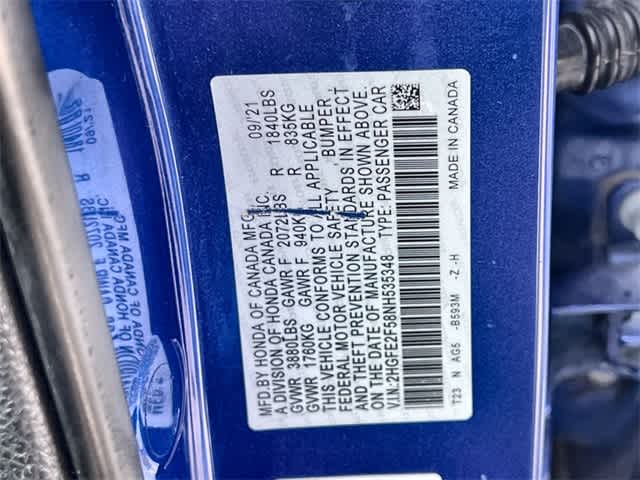 MFD.BY HONDA OF CANADA MFG. 09/'21
A DIVISION OF HONDA CANADA INC.
GVWR 3880LBS GAWR F 2072LBS R 1840LBS
GVWR 1760KG GAWR F 940KG R 835KG
THIS VEHICLE CONFORMS TO ALL APPLICABLE
FEDERAL MOTOR VEHICLE SAFETY, BUMPER
AND THEFT PREVENTION STANDARDS IN EFFECT
ON THE DATE OF MANUFACTURE SHOWN ABOVE.
V.I.N.:2HGFE2F58NH535348 TYPE:PASSENGER CAR
T23 N AG5 -B593M -Z -H MADE IN CANADA